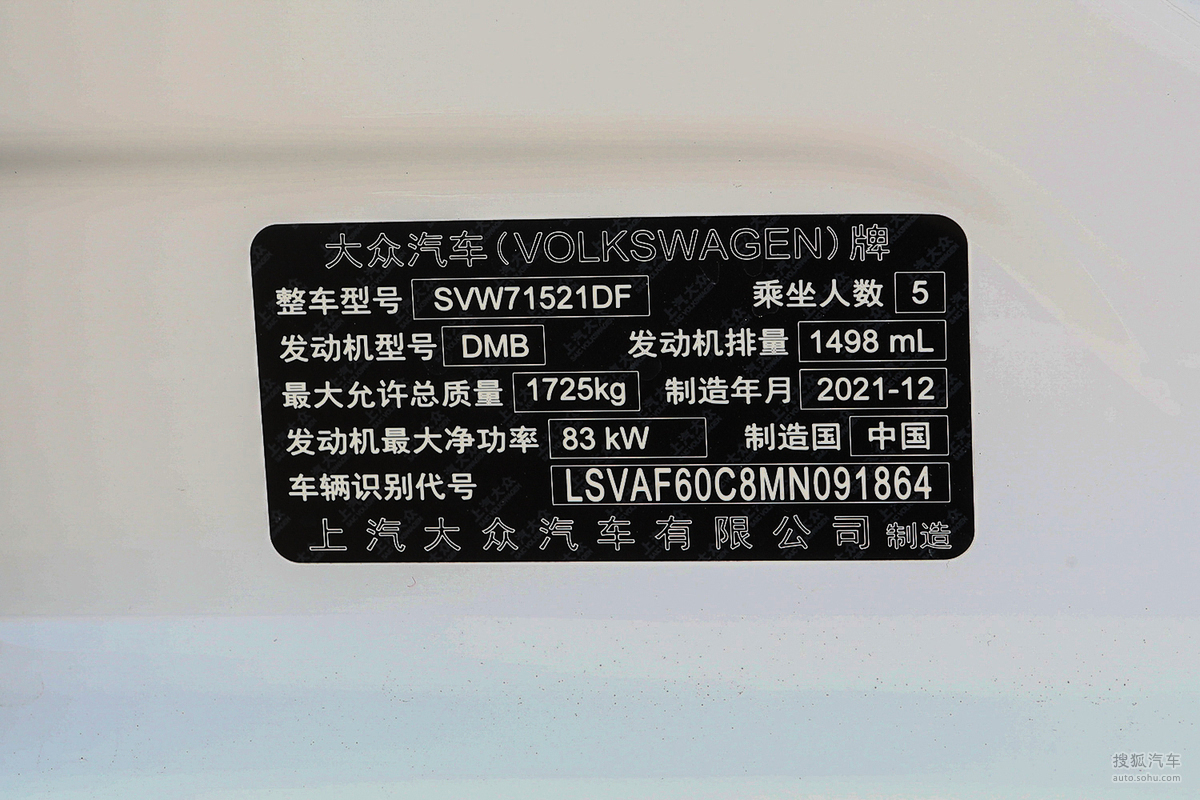 大众汽车(VOLKSWAGEN)牌
整车型号 SVW71521DF 乘坐人数 5
发动机型号 DMB 发动机排量 1498 mL
最大允许总质量 1725kg 制造年月 2021-12
发动机最大净功率 83 kW 制造国 中国
车辆识别代号 LSVAF60C8MN091864
上汽大众汽车有限公司 制造
搜狐汽车
auto.sohu.com